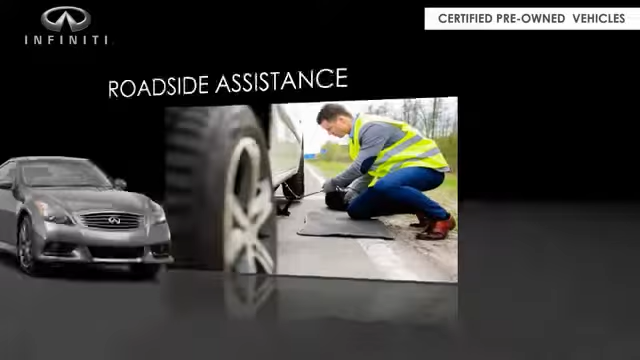 INFINITI
CERTIFIED PRE-OWNED VEHICLES
ROADSIDE ASSISTANCE